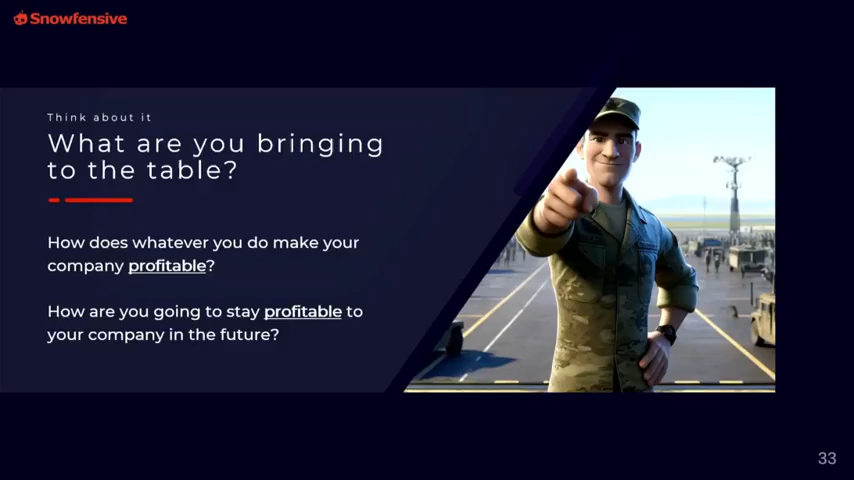 Snowfensive
Think about it
What are you bringing
to the table?
How does whatever you do make your
company profitable?
How are you going to stay profitable to
your company in the future?
33